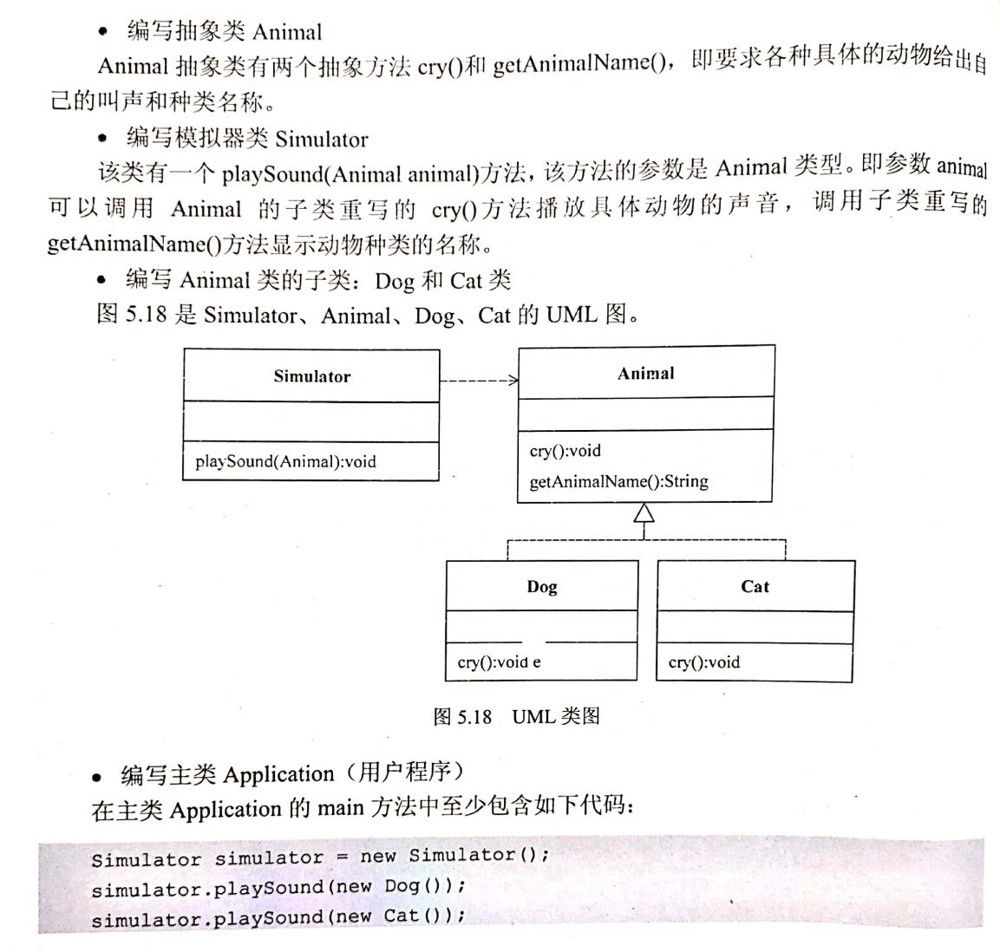 • 编写抽象类 Animal
Animal 抽象类有两个抽象方法 cry()和 getAnimalName()，即要求各种具体的动物给出自
己的叫声和种类名称。
• 编写模拟器类 Simulator
该类有一个 playSound(Animal animal)方法，该方法的参数是 Animal 类型。即参数 animal
可以调用 Animal 的子类重写的 cry()方法播放具体动物的声音，调用子类重写的
getAnimalName()方法显示动物种类的名称。
• 编写 Animal 类的子类：Dog 和 Cat 类
图 5.18 是 Simulator、Animal、Dog、Cat 的 UML 图。
Simulator
playSound(Animal):void
Animal
cry():void
getAnimalName():String
Dog
cry():void e
Cat
cry():void
图 5.18 UML 类图
• 编写主类 Application（用户程序）
在主类 Application 的 main 方法中至少包含如下代码：
Simulator simulator = new Simulator();
simulator.playSound(new Dog());
simulator.playSound(new Cat());